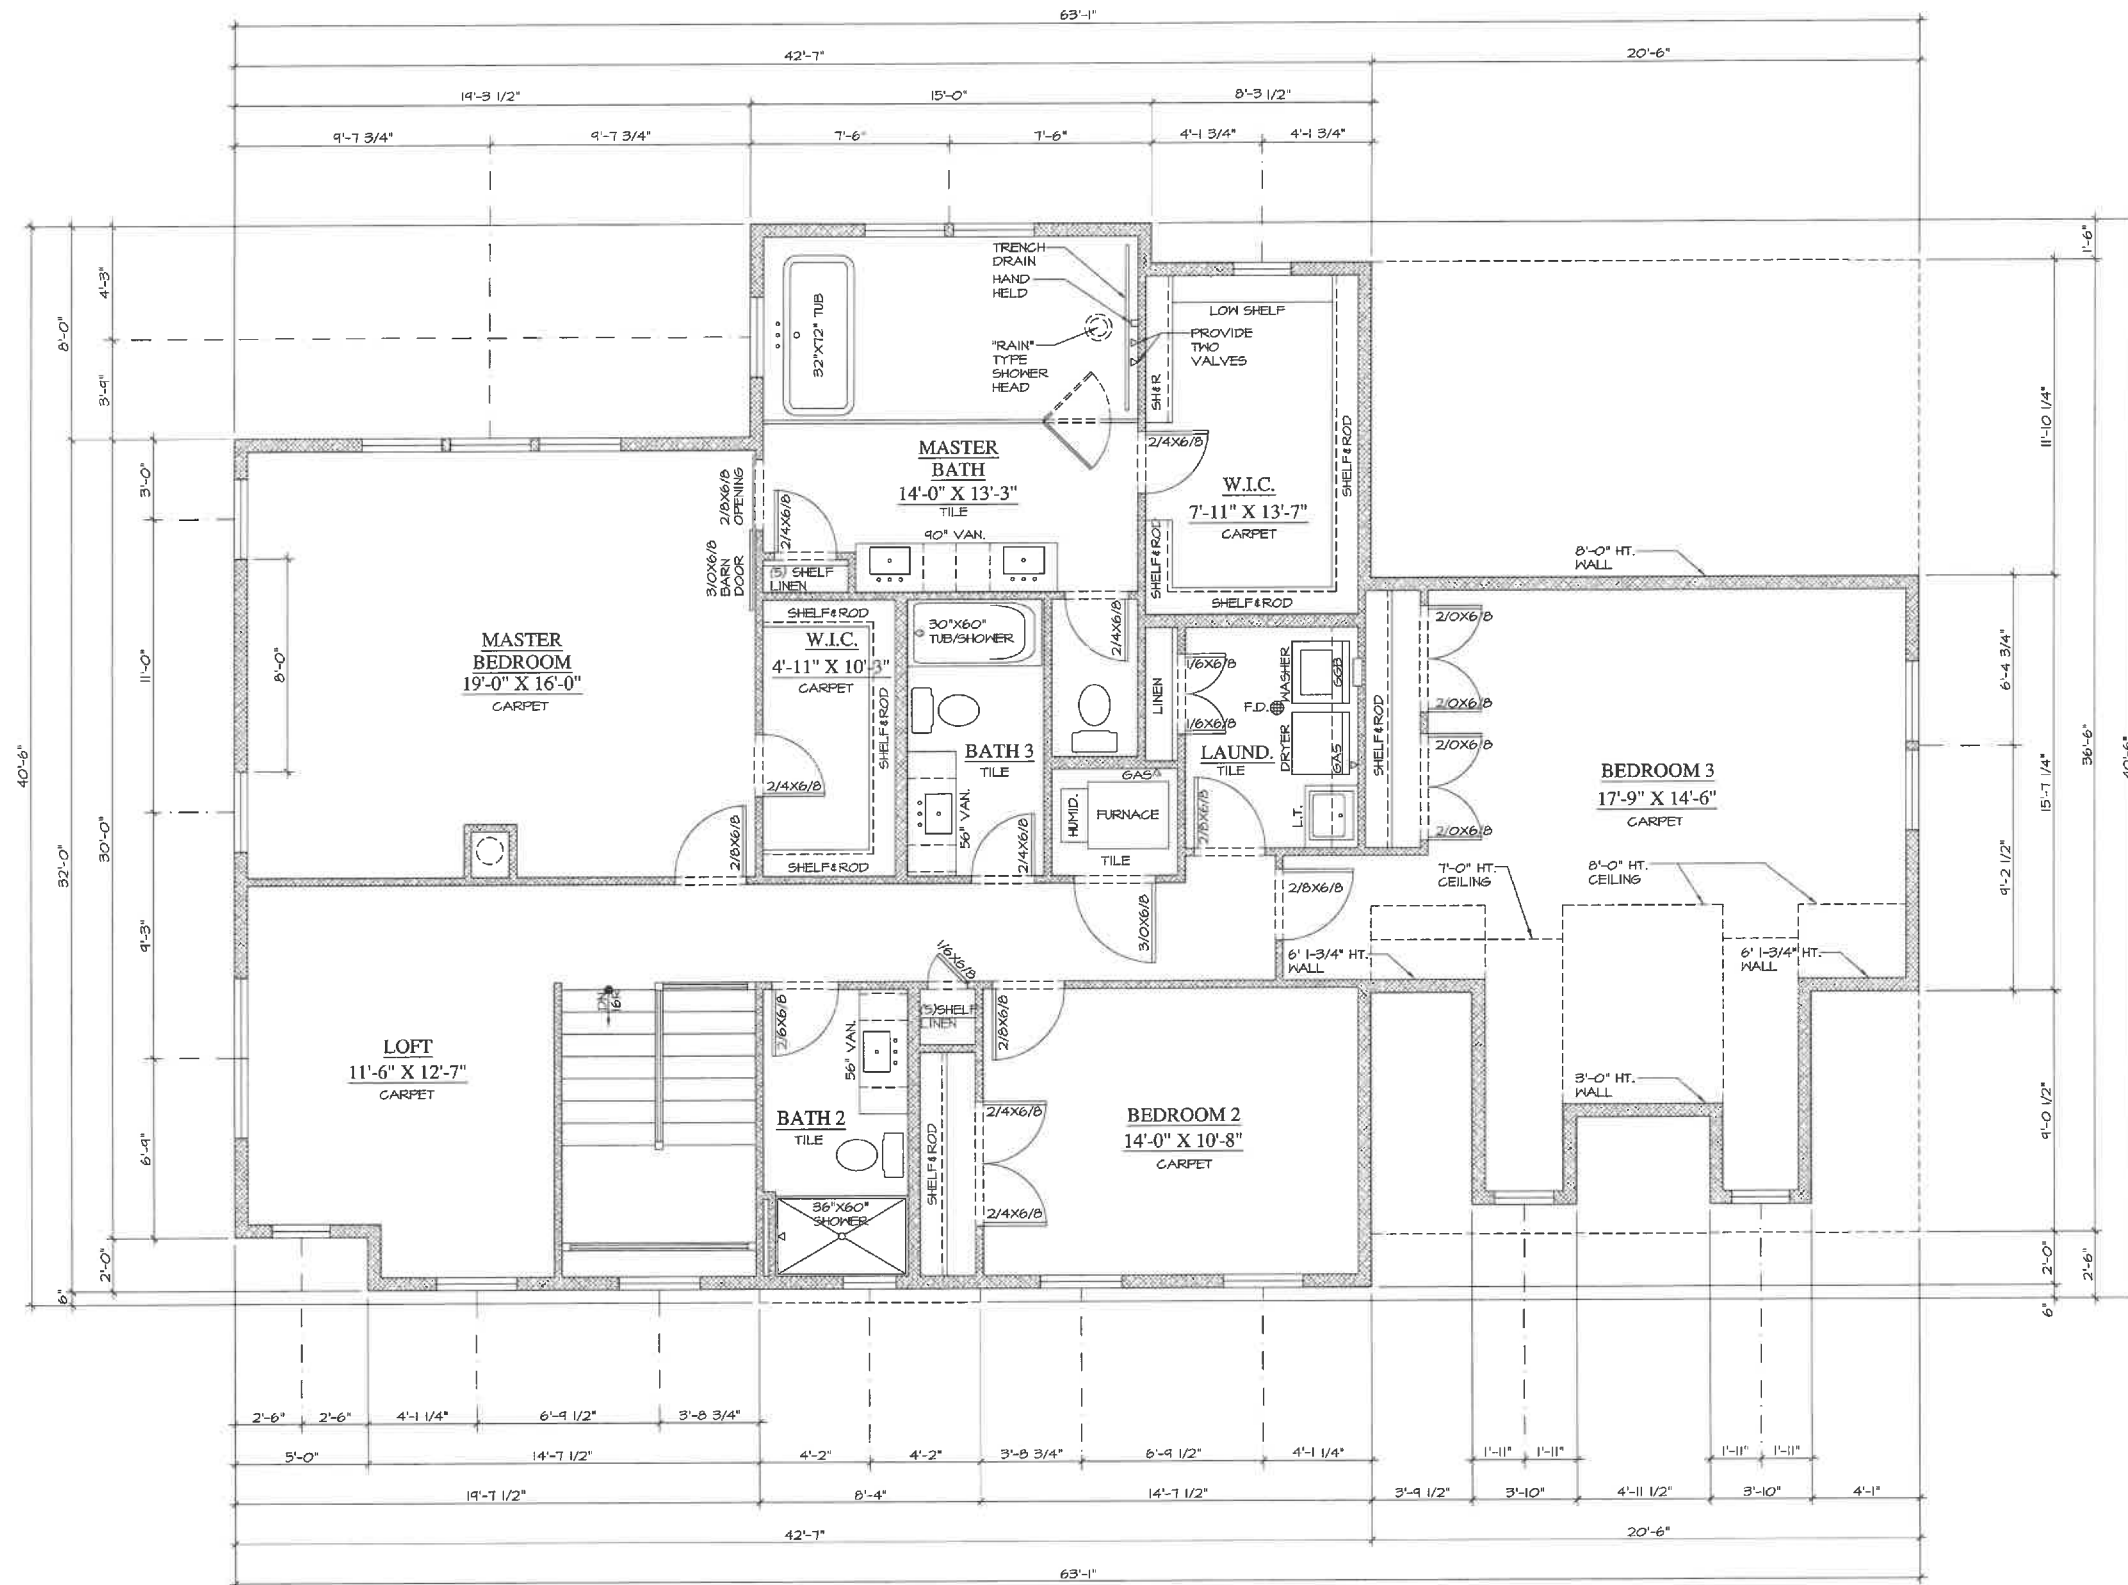 63'-1"
42'-7"
20'-6"
19'-3 1/2"
15'-0"
8'-3 1/2"
9'-7 3/4"
9'-7 3/4"
7'-6"
7'-6"
4'-1 3/4"
4'-1 3/4"
40'-6"
8'-0"
32'-0"
6"
4'-3"
3'-9"
30'-0"
2'-0"
3'-0"
11'-0"
9'-3"
6'-9"
8'-0"
32"X72" TUB
TRENCH
DRAIN
HAND
HELD
"RAIN"
TYPE
SHOWER
HEAD
PROVIDE
TWO
VALVES
LOW SHELF
SH&R
SHELF&ROD
2/4X6/8
MASTER
BATH
14'-0" X 13'-3"
TILE
90" VAN.
2/8X6/8
OPENING
2/4X6/8
3/0X6/8
BARN
DOOR
(5) SHELF
LINEN
W.I.C.
7'-11" X 13'-7"
CARPET
SHELF&ROD
SHELF&ROD
MASTER
BEDROOM
19'-0" X 16'-0"
CARPET
2/8X6/8
SHELF&ROD
W.I.C.
4'-11" X 10'-3"
CARPET
SHELF&ROD
2/4X6/8
SHELF&ROD
30"X60"
TUB/SHOWER
BATH 3
TILE
56" VAN.
2/4X6/8
2/4X6/8
LINEN
1/6X6/8
1/6X6/8
F.D.
WASHER
DRYER
GGB
GAS
LAUND.
TILE
L.T.
2/8X6/8
GAS
HUMID.
FURNACE
TILE
3/0X6/8
SHELF&ROD
2/0X6/8
2/0X6/8
2/0X6/8
2/0X6/8
8'-0" HT.
WALL
BEDROOM 3
17'-9" X 14'-6"
CARPET
7'-0" HT.
CEILING
8'-0" HT.
CEILING
2/8X6/8
6' 1-3/4" HT.
WALL
6' 1-3/4" HT.
WALL
3'-0" HT.
WALL
LOFT
11'-6" X 12'-7"
CARPET
DN
16R
2/6X6/8
56" VAN.
BATH 2
TILE
36"X60"
SHOWER
1/6X6/8
(5)SHELF
LINEN
SHELF&ROD
2/8X6/8
2/4X6/8
2/4X6/8
BEDROOM 2
14'-0" X 10'-8"
CARPET
1'-6"
11'-10 1/4"
15'-7 1/4"
9'-0 1/2"
2'-0"
6"
6'-4 3/4"
9'-2 1/2"
36'-6"
2'-6"
40'-6"
2'-6"
2'-6"
4'-1 1/4"
6'-9 1/2"
3'-8 3/4"
5'-0"
14'-7 1/2"
4'-2"
4'-2"
3'-8 3/4"
6'-9 1/2"
4'-1 1/4"
1'-11"
1'-11"
1'-11"
1'-11"
19'-7 1/2"
8'-4"
14'-7 1/2"
3'-9 1/2"
3'-10"
4'-11 1/2"
3'-10"
4'-1"
42'-7"
20'-6"
63'-1"